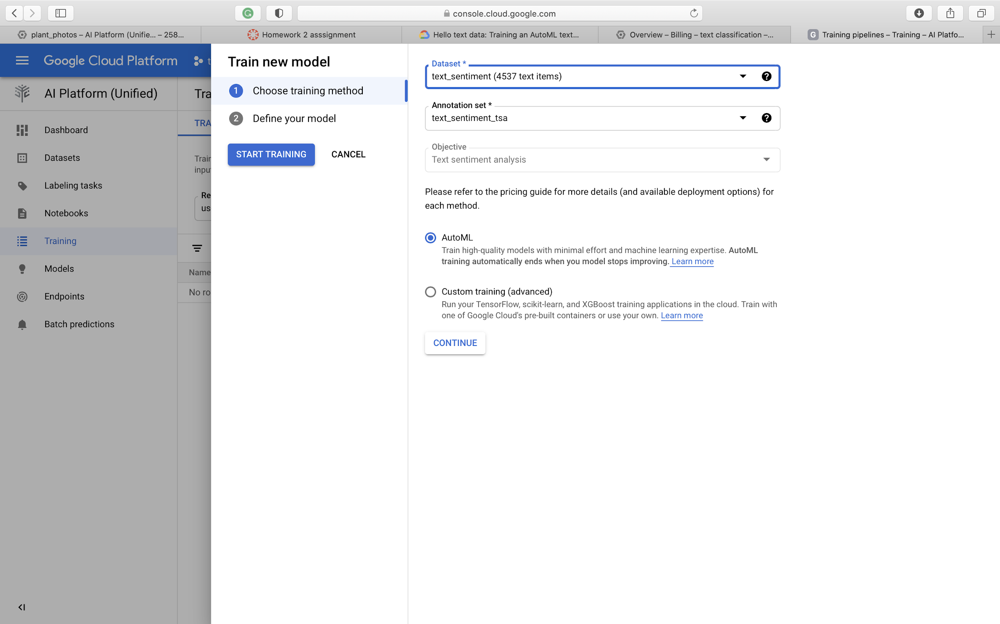 console.cloud.google.com
plant_photos – AI Platform (Unifie... – 258...
Homework 2 asssignment
Hello text data: Training an AutoML text...
Overview – Billing – text classification –...
G Training pipelines – Training – AI Platfo...
Google Cloud Platform
t
AI Platform (Unified)
Dashboard
Datasets
Labeling tasks
Notebooks
Training
Models
Endpoints
Batch predictions
Tra
TRA
Train
inpu
Re
us
Name
No ro
Train new model
1 Choose training method
2 Define your model
START TRAINING
CANCEL
Dataset *
text_sentiment (4537 text items)
Annotation set *
text_sentiment_tsa
Objective
Text sentiment analysis
Please refer to the pricing guide for more details (and available deployment options) for
each method.
AutoML
Train high-quality models with minimal effort and machine learning expertise. AutoML
training automatically ends when you model stops improving. Learn more
Custom training (advanced)
Run your TensorFlow, scikit-learn, and XGBoost training applications in the cloud. Train with
one of Google Cloud's pre-built containers or use your own. Learn more
CONTINUE